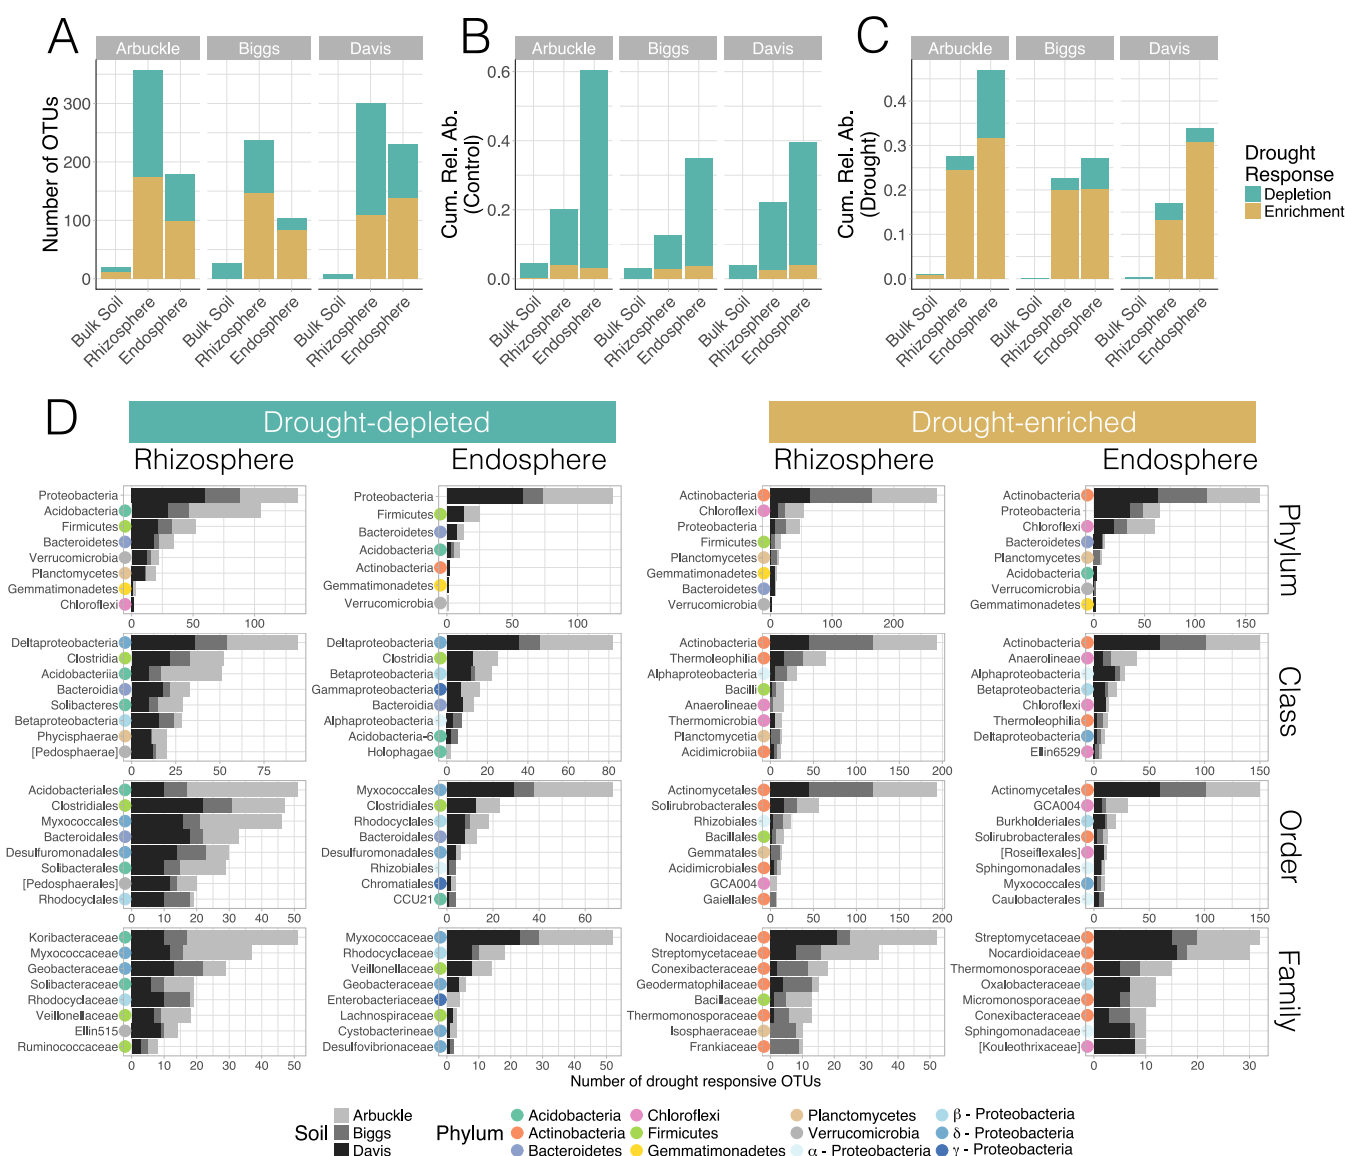 A
B
C
Arbuckle
Biggs
Davis
Arbuckle
Biggs
Davis
Arbuckle
Biggs
Davis
Number of OTUs
300
200
100
0
Cum. Rel. Ab.
(Control)
0.6
0.4
0.2
0.0
Cum. Rel. Ab.
(Drought)
0.4
0.3
0.2
0.1
0.0
Bulk Soil
Rhizosphere
Endosphere
Bulk Soil
Rhizosphere
Endosphere
Bulk Soil
Rhizosphere
Endosphere
Bulk Soil
Rhizosphere
Endosphere
Bulk Soil
Rhizosphere
Endosphere
Bulk Soil
Rhizosphere
Endosphere
Bulk Soil
Rhizosphere
Endosphere
Bulk Soil
Rhizosphere
Endosphere
Bulk Soil
Rhizosphere
Endosphere
Drought
Response
Depletion
Enrichment
D
Drought-depleted
Drought-enriched
Rhizosphere
Endosphere
Rhizosphere
Endosphere
Proteobacteria
Acidobacteria
Firmicutes
Bacteroidetes
Verrucomicrobia
Planctomycetes
Gemmatimonadetes
Chloroflexi
0 50 100
Proteobacteria
Firmicutes
Bacteroidetes
Acidobacteria
Actinobacteria
Gemmatimonadetes
Verrucomicrobia
0 50 100
Actinobacteria
Chloroflexi
Proteobacteria
Firmicutes
Planctomycetes
Gemmatimonadetes
Bacteroidetes
Verrucomicrobia
0 100 200
Actinobacteria
Proteobacteria
Chloroflexi
Bacteroidetes
Planctomycetes
Acidobacteria
Verrucomicrobia
Gemmatimonadetes
0 50 100 150
Phylum
Deltaproteobacteria
Clostridia
Acidobacteriia
Bacteroidia
Solibacteres
Betaproteobacteria
Phycisphaerae
[Pedosphaerae]
0 25 50 75
Deltaproteobacteria
Clostridia
Betaproteobacteria
Gammaproteobacteria
Bacteroidia
Alphaproteobacteria
Acidobacteria-6
Holophagae
0 20 40 60 80
Actinobacteria
Thermoleophilia
Alphaproteobacteria
Bacilli
Anaerolineae
Thermomicrobia
Planctomycetia
Acidimicrobiia
0 50 100 150 200
Actinobacteria
Anaerolineae
Alphaproteobacteria
Betaproteobacteria
Chloroflexi
Thermoleophilia
Deltaproteobacteria
Ellin6529
0 50 100 150
Class
Acidobacteriales
Clostridiales
Myxococcales
Bacteroidales
Desulfuromonadales
Solibacterales
[Pedosphaerales]
Rhodocyclales
0 10 20 30 40 50
Myxococcales
Clostridiales
Rhodocyclales
Bacteroidales
Desulfuromonadales
Rhizobiales
Chromatiales
CCU21
0 20 40 60
Actinomycetales
Solirubrobacterales
Rhizobiales
Bacillales
Gemmatales
Acidimicrobiales
GCA004
Gaiellales
0 50 100 150 200
Actinomycetales
GCA004
Burkholderiales
Solirubrobacterales
[Roseiflexales]
Sphingomonadales
Myxococcales
Caulobacterales
0 50 100 150
Order
Koribacteraceae
Myxococcaceae
Geobacteraceae
Solibacteraceae
Rhodocyclaceae
Veillonellaceae
Ellin515
Ruminococcaceae
0 10 20 30 40 50
Myxococcaceae
Rhodocyclaceae
Veillonellaceae
Geobacteraceae
Enterobacteriaceae
Lachnospiraceae
Cystobacterineae
Desulfovibrionaceae
0 10 20 30 40 50
Nocardioidaceae
Streptomycetaceae
Conexibacteraceae
Geodermatophilaceae
Bacillaceae
Thermomonosporaceae
Isosphaeraceae
Frankiaceae
0 10 20 30 40 50
Streptomycetaceae
Nocardioidaceae
Thermomonosporaceae
Oxalobacteraceae
Micromonosporaceae
Conexibacteraceae
Sphingomonadaceae
[Kouleothrixaceae]
0 10 20 30
Family
Number of drought responsive OTUs
Soil
Arbuckle
Biggs
Davis
Phylum
Acidobacteria
Actinobacteria
Bacteroidetes
Chloroflexi
Firmicutes
Gemmatimonadetes
Planctomycetes
Verrucomicrobia
α - Proteobacteria
β - Proteobacteria
δ - Proteobacteria
γ - Proteobacteria